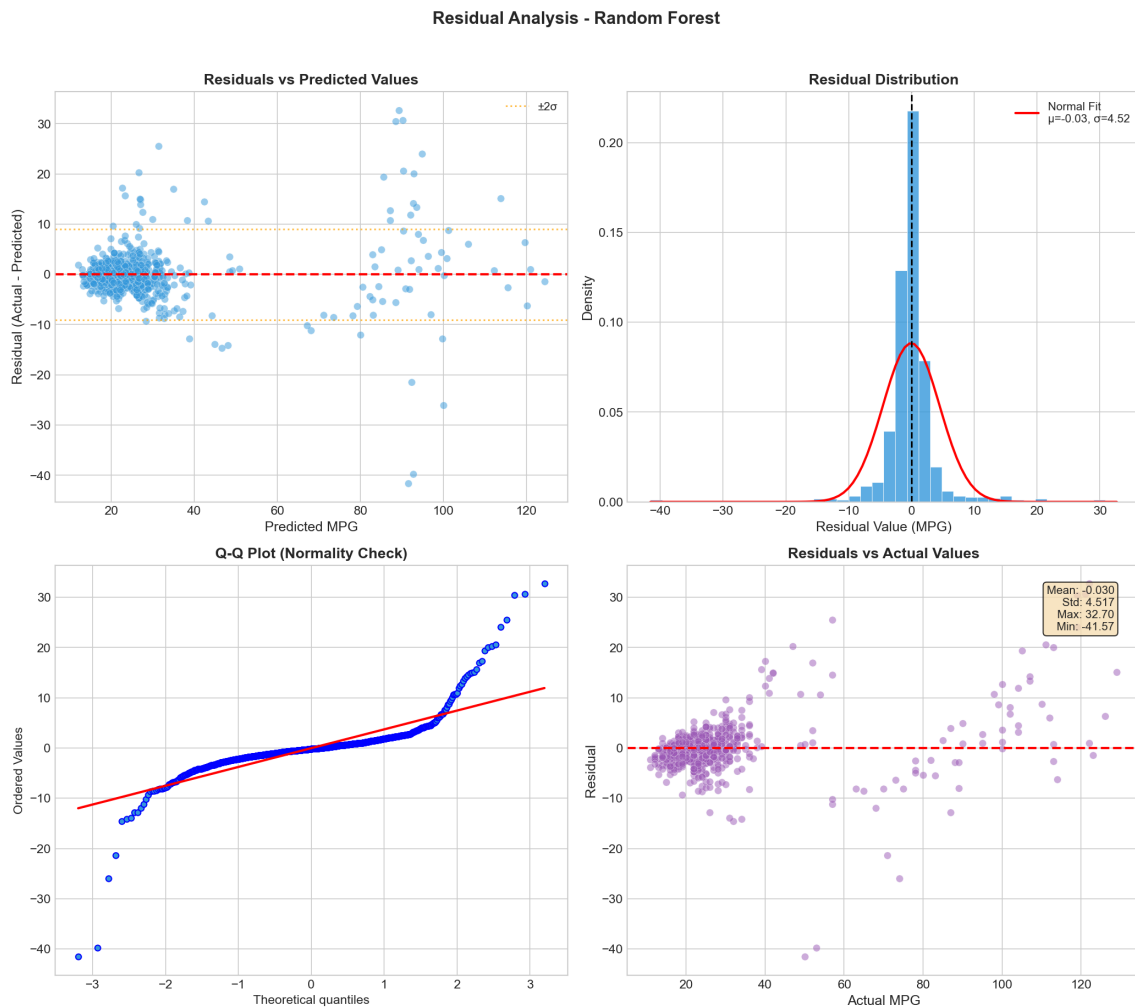 Residual Analysis - Random Forest
Residuals vs Predicted Values
Residual (Actual - Predicted)
30
20
10
0
−10
−20
−30
−40
±2σ
20
40
60
80
100
120
Predicted MPG
Residual Distribution
Density
0.20
0.15
0.10
0.05
0.00
Normal Fit
μ=-0.03, σ=4.52
−40
−30
−20
−10
0
10
20
30
Residual Value (MPG)
Q-Q Plot (Normality Check)
Ordered Values
30
20
10
0
−10
−20
−30
−40
−3
−2
−1
0
1
2
3
Theoretical quantiles
Residuals vs Actual Values
Residual
30
20
10
0
−10
−20
−30
−40
Mean: -0.030
Std: 4.517
Max: 32.70
Min: -41.57
20
40
60
80
100
120
Actual MPG